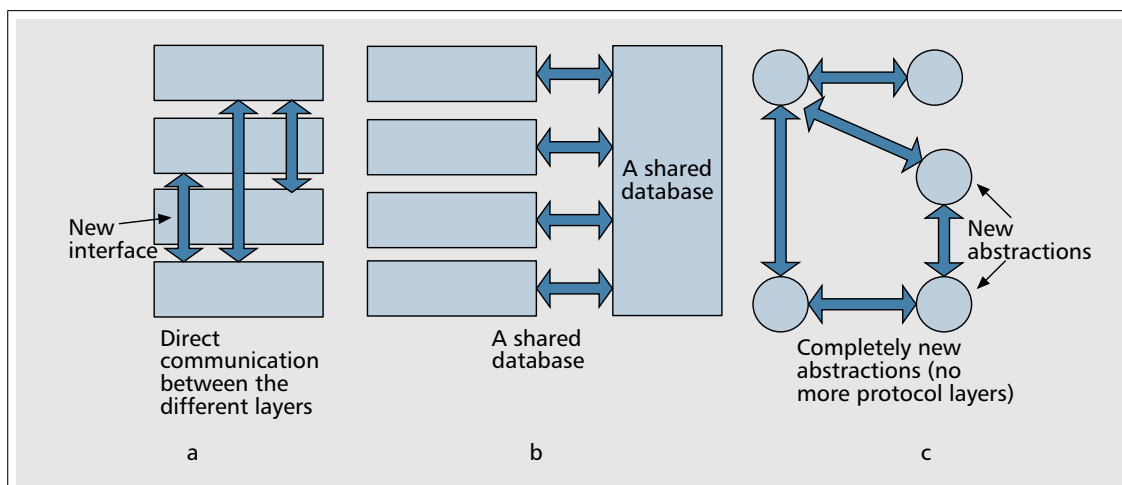 New
interface
Direct
communication
between the
different layers
a
A shared
database
A shared
database
b
New
abstractions
Completely new
abstractions (no
more protocol layers)
c